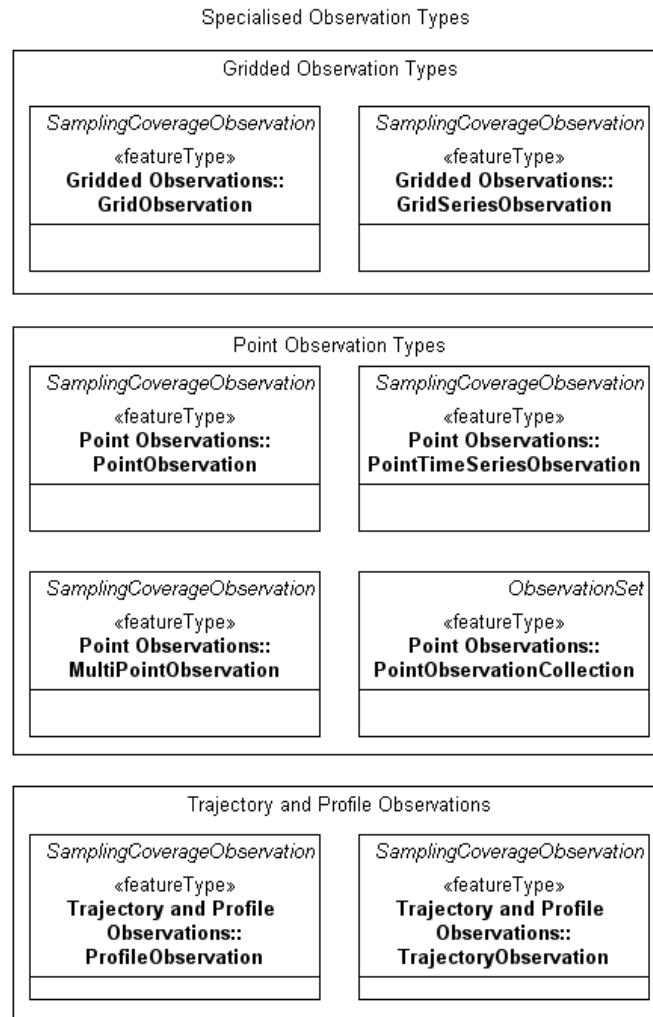 Specialised Observation Types
Gridded Observation Types
SamplingCoverageObservation
«featureType»
Gridded Observations::
GridObservation
SamplingCoverageObservation
«featureType»
Gridded Observations::
GridSeriesObservation
Point Observation Types
SamplingCoverageObservation
«featureType»
Point Observations::
PointObservation
SamplingCoverageObservation
«featureType»
Point Observations::
PointTimeSeriesObservation
SamplingCoverageObservation
«featureType»
Point Observations::
MultiPointObservation
ObservationSet
«featureType»
Point Observations::
PointObservationCollection
Trajectory and Profile Observations
SamplingCoverageObservation
«featureType»
Trajectory and Profile
Observations::
ProfileObservation
SamplingCoverageObservation
«featureType»
Trajectory and Profile
Observations::
TrajectoryObservation